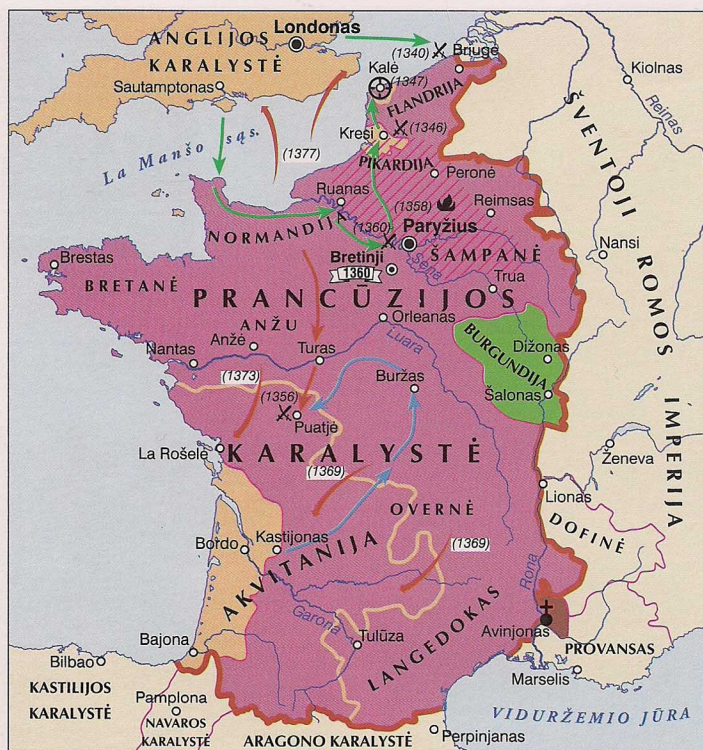 Londonas
ANGLIJOS
KARALYSTĖ
(1340)
Briugė
Sautamptonas
Kalė
(1347)
Kiolnas
FLANDRIJA
Reinas
La Manšo sąs.
Kresi
(1346)
(1377)
PIKARDIJA
Peronė
ŠVENTOJI
ROMOS
IMPERIJA
Ruanas
(1358)
Reimsas
NORMANDIJA
(1360)
Paryžius
Nansi
Sena
ŠAMPANĖ
Brestas
Bretinji
1360
Trua
BRETANĖ
PRANCŪZIJOS
ANŽU
Orleanas
Anžė
Luara
BURGUNDIJA
Dižonas
Nantas
Turas
(1373)
Buržas
Šalonas
(1356)
Puatjė
La Rošelė
KARALYSTĖ
Ženeva
(1369)
Lionas
OVERNĖ
DOFINĖ
Bordo
Kastijonas
(1369)
AKVITANIJA
Rona
Garona
LANGEDOKAS
Avinjonas
Tulūza
Bajona
PROVANSAS
Bilbao
Marselis
KASTILIJOS
KARALYSTĖ
Pamplona
NAVAROS
KARALYSTĖ
ARAGONO KARALYSTĖ
Perpinjanas
VIDURŽEMIO JŪRA